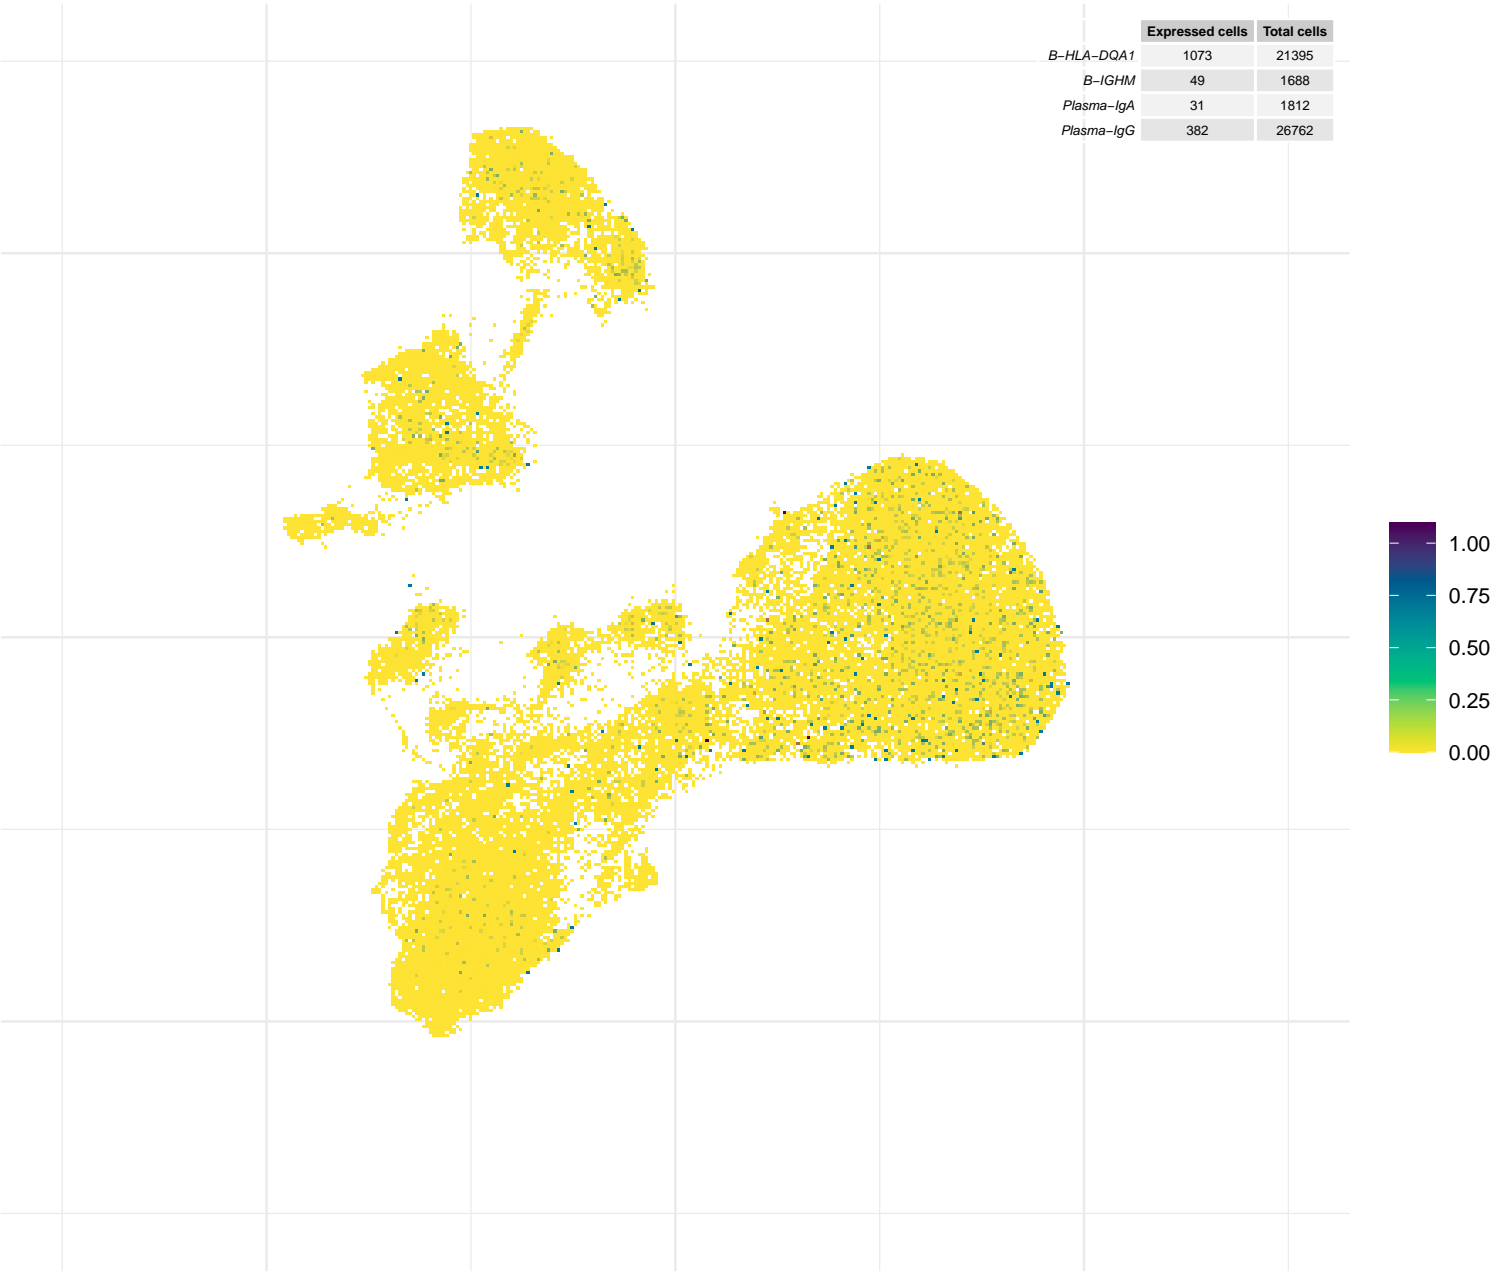 Expressed cells Total cells
B−HLA−DQA1 1073 21395
B−IGHM 49 1688
Plasma−IgA 31 1812
Plasma−IgG 382 26762
1.00
0.75
0.50
0.25
0.00